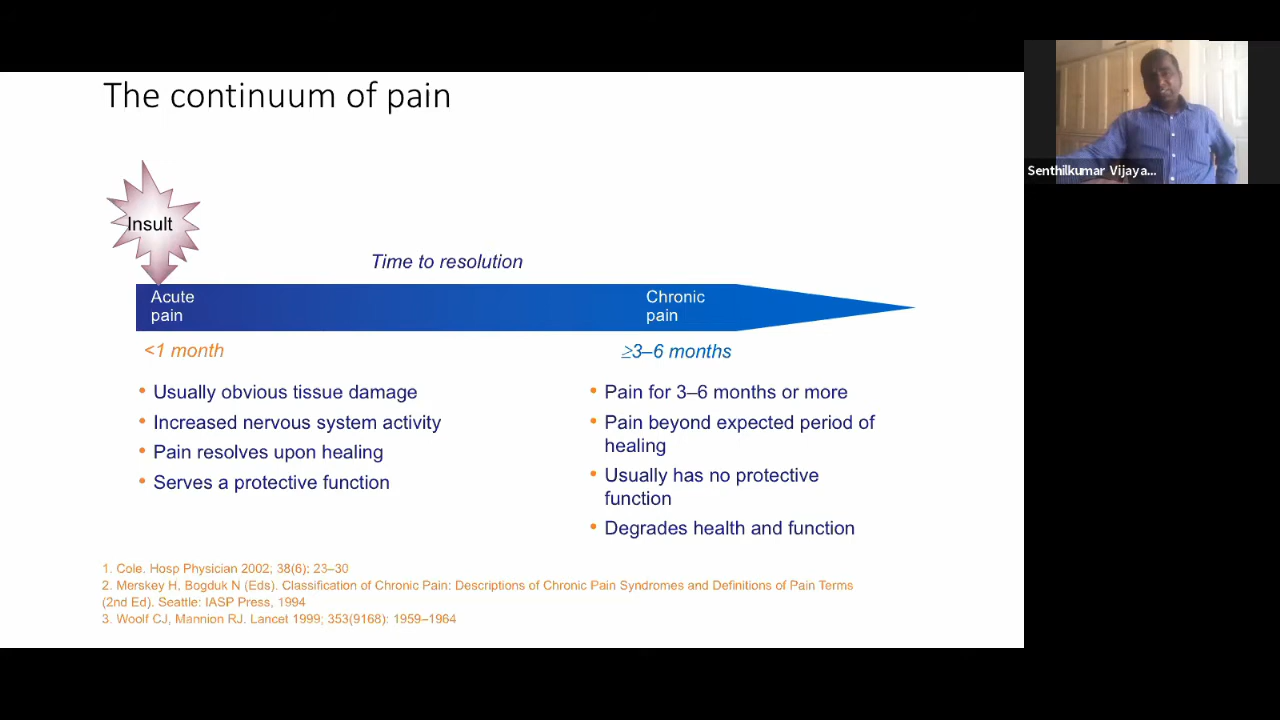 The continuum of pain
Senthilkumar Vijaya...
Insult
Time to resolution
Acute
pain
Chronic
pain
<1 month
≥3–6 months
• Usually obvious tissue damage
• Increased nervous system activity
• Pain resolves upon healing
• Serves a protective function
• Pain for 3–6 months or more
• Pain beyond expected period of
healing
• Usually has no protective
function
• Degrades health and function
1. Cole. Hosp Physician 2002; 38(6): 23–30
2. Merskey H, Bogduk N (Eds). Classification of Chronic Pain: Descriptions of Chronic Pain Syndromes and Definitions of Pain Terms
(2nd Ed). Seattle: IASP Press, 1994
3. Woolf CJ, Mannion RJ. Lancet 1999; 353(9168): 1959–1964